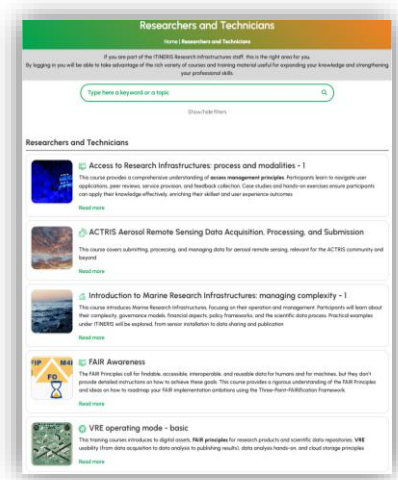 Researchers and Technicians
Home | Researchers and Technicians
If you are part of the ITINERIS Research Infrastructures staff, this is the right area for you.
By logging in you will be able to take advantage of the rich variety of courses and training material useful for expanding your knowledge and strengthening
your professional skills.
Type here a keyword or a topic
Show/hide filters
Researchers and Technicians
Access to Research Infrastructures: process and modalities - 1
This course provides a comprehensive understanding of access management principles. Participants learn to navigate user
applications, peer reviews, service provision, and feedback collection. Case studies and hands-on exercises ensure participants
can apply their knowledge effectively, enriching their skillset and user experience outcomes
Read more
ACTRIS Aerosol Remote Sensing Data Acquisition, Processing, and Submission
This course covers submitting, processing, and managing data for aerosol remote sensing, relevant for the ACTRIS community and
beyond
Read more
Introduction to Marine Research Infrastructures: managing complexity - 1
This course introduces Marine Research Infrastructures, focusing on their operation and management. Participants will learn about
their complexity, governance models, financial aspects, policy frameworks, and the scientific data process. Practical examples
under ITINERIS will be explored, from sensor installation to data sharing and publication
Read more
FIP M4I
FO
FAIR Awareness
The FAIR Principles call for findable, accessible, interoperable, and reusable data for humans and for machines, but they don't
provide detailed instructions on how to achieve these goals. This course provides a rigorous understanding of the FAIR Principles
and ideas on how to roadmap your FAIR implementation ambitions using the Three-Point-FAIRification Framework.
Read more
VRE operating mode - basic
This training courses introduces to digital assets, FAIR principles for research products and scientific data repositories, VRE
usability (from data acquisition to data analysis to publishing results), data analysis hands-on, and cloud storage principles
Read more